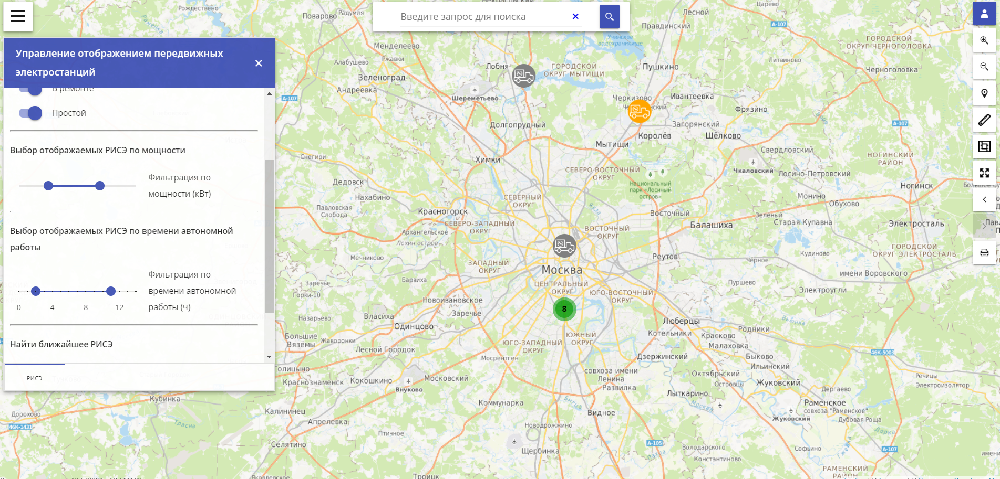 Введите запрос для поиска
Управление отображением передвижных
электростанций
В ремонте
Простой
Выбор отображаемых РИСЭ по мощности
Фильтрация по
мощности (кВт)
Выбор отображаемых РИСЭ по времени автономной
работы
Фильтрация по
времени автономной
работы (ч)
0 4 8 12
Найти ближайшее РИСЭ
РИСЭ
Рождествено
Поварово
Радумля
Лесной
Царёво
Правдинский
А-107
Менделеево
Ржавки
Алабушево
Учинское
водохранилище
ГОРОДСКОЙ
ОКРУГ ЧЕРНОГОЛОВКА
Литвиново
Черноголовка
Зеленоград
Андреевка
Лобня
ГОРОДСКОЙ
ОКРУГ МЫТИЩИ
Пушкино
А-107
Шереметьево
Черкизово
Ивантеевка
Фрязино
Долгопрудный
Загорянский
А-107
Королёв
Щёлково
Мытищи
Снегири
Химки
Свердловский
НОГИНСКИЙ
РАЙОН
СЕВЕРО-ВОСТОЧНЫЙ
ОКРУГ
Чкаловский
Лосино-Петровский
Дедовск
Национальный
парк «Лосиный
остров»
Ногинск
Нахабино
СЕВЕРНЫЙ
ОКРУГ
Монино
Обухово
Павловская
Слобода
Красногорск
Яуза
Восточный
Зелёный
СЕВЕРО-ЗАПАДНЫЙ
ОКРУГ
ВОСТОЧНЫЙ
ОКРУГ
Балашиха
Старая Купавна
Электросталь
Архангельское
Лохин остров
ГОРОДСКОЙ
ОКРУГ ЭЛЕКТРОСТАЛЬ
Мечниково
ЗАПАДНЫЙ
ОКРУГ
Реутов
Чёрное
Кудиново
Москва
имени Воровского
Барвиха
Заречье
Горки-10
ЦЕНТРАЛЬНЫЙ
ОКРУГ
Пуршево
Электроугли
ЮГО-ВОСТОЧНЫЙ
ОКРУГ
Новоивановское
Заречье
8
Назарьево
Власиха
Одинцово
Люберцы
Вьюнка
Большие
Вязёмы
Жаворонки
ЮЖНЫЙ
ОКРУГ
Котельники
Красково
Родники
Малаховка
ЮГО-ЗАПАДНЫЙ
ОКРУГ
Лесной Городок
46К-5003
Мосрентген
Дзержинский
Быково
Ильинский
Голицыно
Краснознаменск
Кокошкино
Московский
совхоза имени
Ленина
Октябрьский
Островцы
Речицы
Электроизолятор
Внуково
Развилка
Лыткарино
Жуковский
Дергаево
Кубинка
Коммунарка
Битца
Москва
Раменское
Дорохово
Калининец
Видное
совхоза "Раменское"
Жуковский
Дубовая Роща
46К-1431
Тарасна
Апрелевка
Новодрожжино
Птичное
Дорка
Селятино
Щербинка
А-105
Пахра
Володарского
Софьино
А-107
Константиново
РАМЕНСКИЙ
РАЙОН
Яковлевское
Троицк